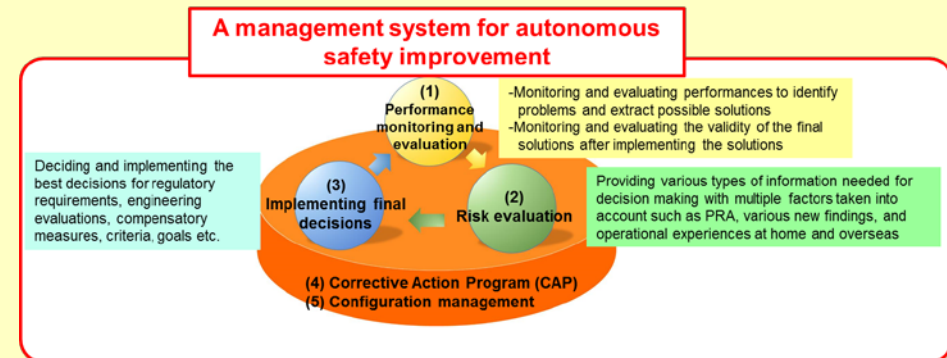 A management system for autonomous
safety improvement
(1)
Performance
monitoring and
evaluation
-Monitoring and evaluating performances to identify
problems and extract possible solutions
-Monitoring and evaluating the validity of the final
solutions after implementing the solutions
Deciding and implementing the
best decisions for regulatory
requirements, engineering
evaluations, compensatory
measures, criteria, goals etc.
(3)
Implementing final
decisions
(2)
Risk evaluation
Providing various types of information needed for
decision making with multiple factors taken into
account such as PRA, various new findings, and
operational experiences at home and overseas
(4) Corrective Action Program (CAP)
(5) Configuration management